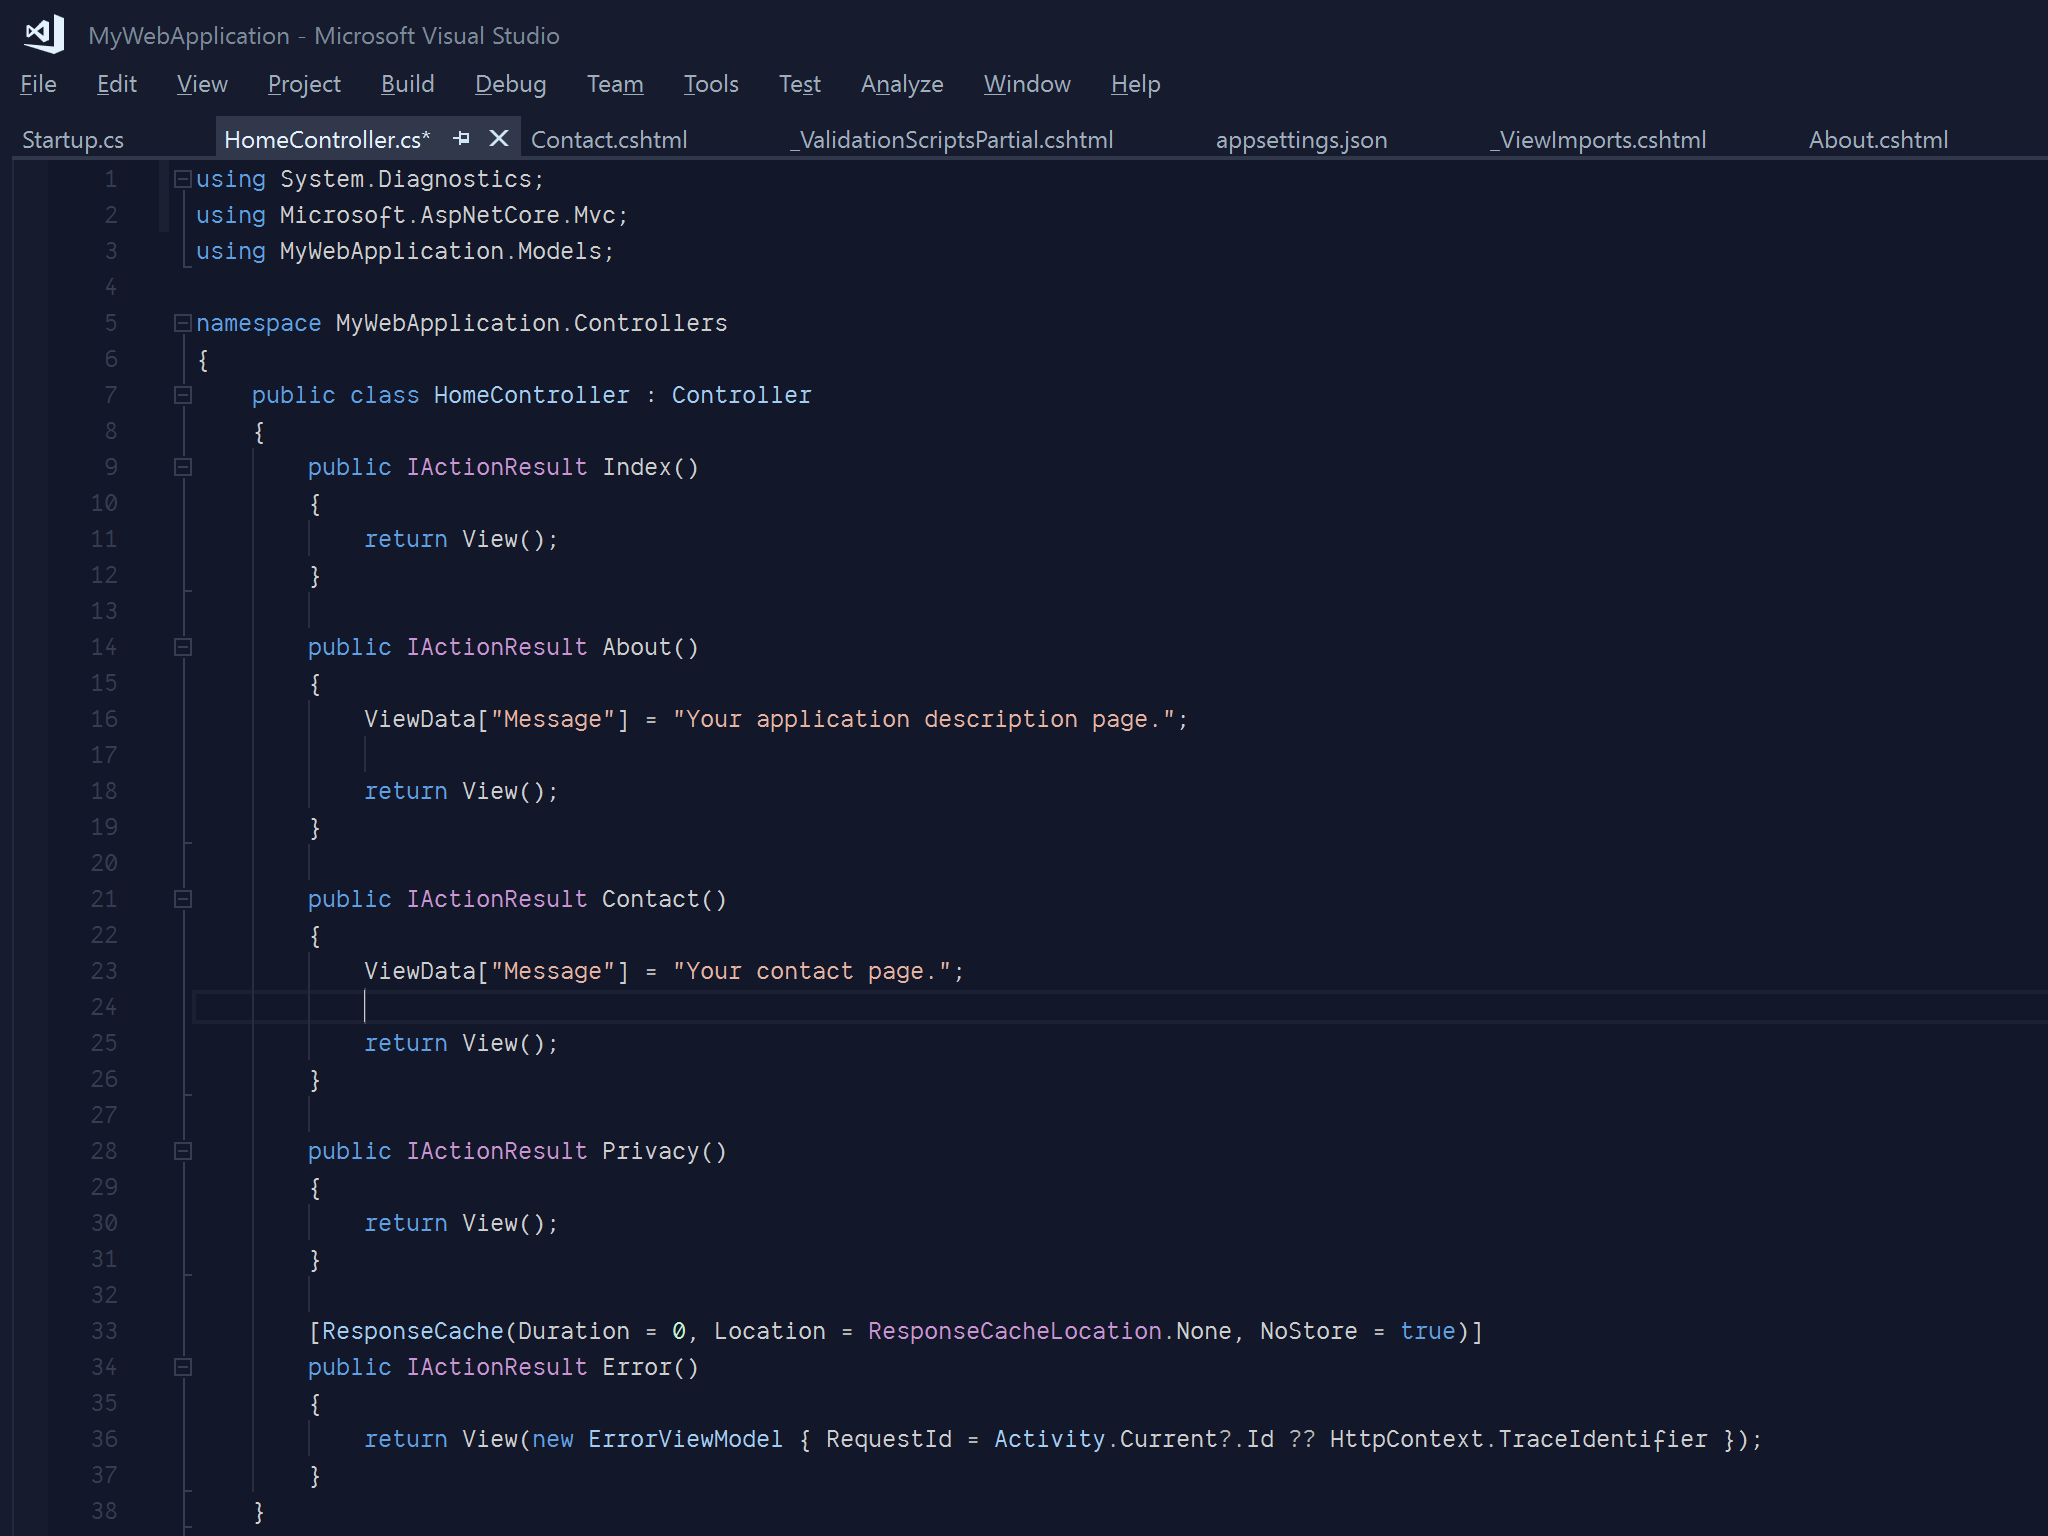 MyWebApplication - Microsoft Visual Studio
File Edit View Project Build Debug Team Tools Test Analyze Window Help
Startup.cs HomeController.cs* Contact.cshtml _ValidationScriptsPartial.cshtml appsettings.json _ViewImports.cshtml About.cshtml
1 using System.Diagnostics;
2 using Microsoft.AspNetCore.Mvc;
3 using MyWebApplication.Models;
4
5 namespace MyWebApplication.Controllers
6 {
7     public class HomeController : Controller
8     {
9         public IActionResult Index()
10         {
11             return View();
12         }
13
14         public IActionResult About()
15         {
16             ViewData["Message"] = "Your application description page.";
17
18             return View();
19         }
20
21         public IActionResult Contact()
22         {
23             ViewData["Message"] = "Your contact page.";
24
25             return View();
26         }
27
28         public IActionResult Privacy()
29         {
30             return View();
31         }
32
33         [ResponseCache(Duration = 0, Location = ResponseCacheLocation.None, NoStore = true)]
34         public IActionResult Error()
35         {
36             return View(new ErrorViewModel { RequestId = Activity.Current?.Id ?? HttpContext.TraceIdentifier });
37         }
38     }